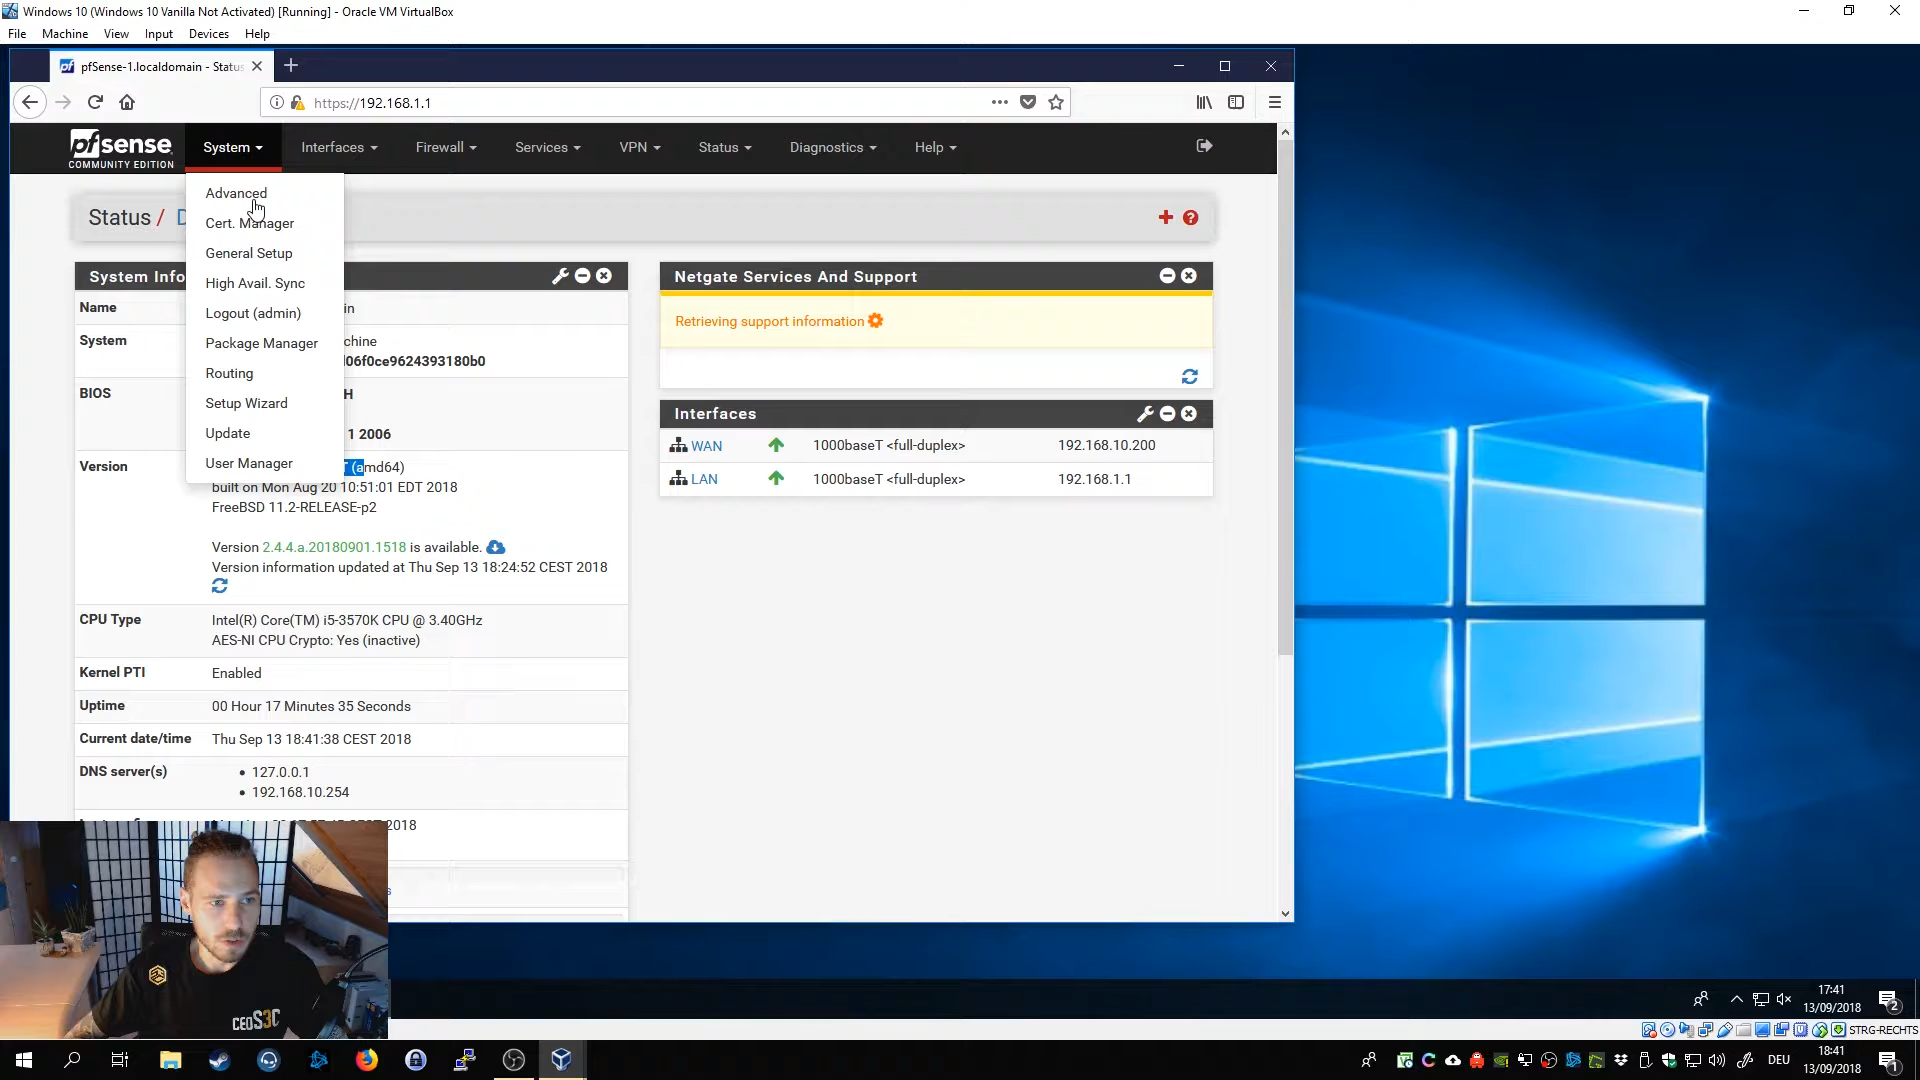 Windows 10 (Windows 10 Vanilla Not Activated) [Running] - Oracle VM VirtualBox
File Machine View Input Devices Help
pfSense-1.localdomain - Status
https://192.168.1.1
pfsense
COMMUNITY EDITION
System Interfaces Firewall Services VPN Status Diagnostics Help
Advanced
Cert. Manager
General Setup
High Avail. Sync
Logout (admin)
Package Manager
Routing
Setup Wizard
Update
User Manager
Status / D
System Info
Name in
System chine
d06f0ce9624393180b0
BIOS H
1 2006
Version T (amd64)
built on Mon Aug 20 10:51:01 EDT 2018
FreeBSD 11.2-RELEASE-p2
Version 2.4.4.a.20180901.1518 is available.
Version information updated at Thu Sep 13 18:24:52 CEST 2018
CPU Type Intel(R) Core(TM) i5-3570K CPU @ 3.40GHz
AES-NI CPU Crypto: Yes (inactive)
Kernel PTI Enabled
Uptime 00 Hour 17 Minutes 35 Seconds
Current date/time Thu Sep 13 18:41:38 CEST 2018
DNS server(s) • 127.0.0.1
• 192.168.10.254
2018
Netgate Services And Support
Retrieving support information
Interfaces
WAN 1000baseT <full-duplex> 192.168.10.200
LAN 1000baseT <full-duplex> 192.168.1.1
CEOS3C
17:41
13/09/2018
2
STRG-RECHTS
DEU
18:41
13/09/2018
1